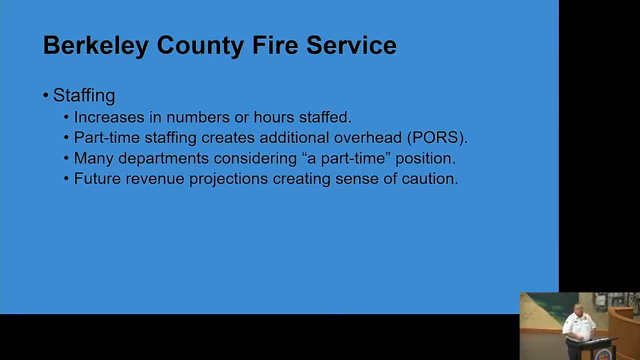 Berkeley County Fire Service
• Staffing
• Increases in numbers or hours staffed.
• Part-time staffing creates additional overhead (PORS).
• Many departments considering “a part-time” position.
• Future revenue projections creating sense of caution.